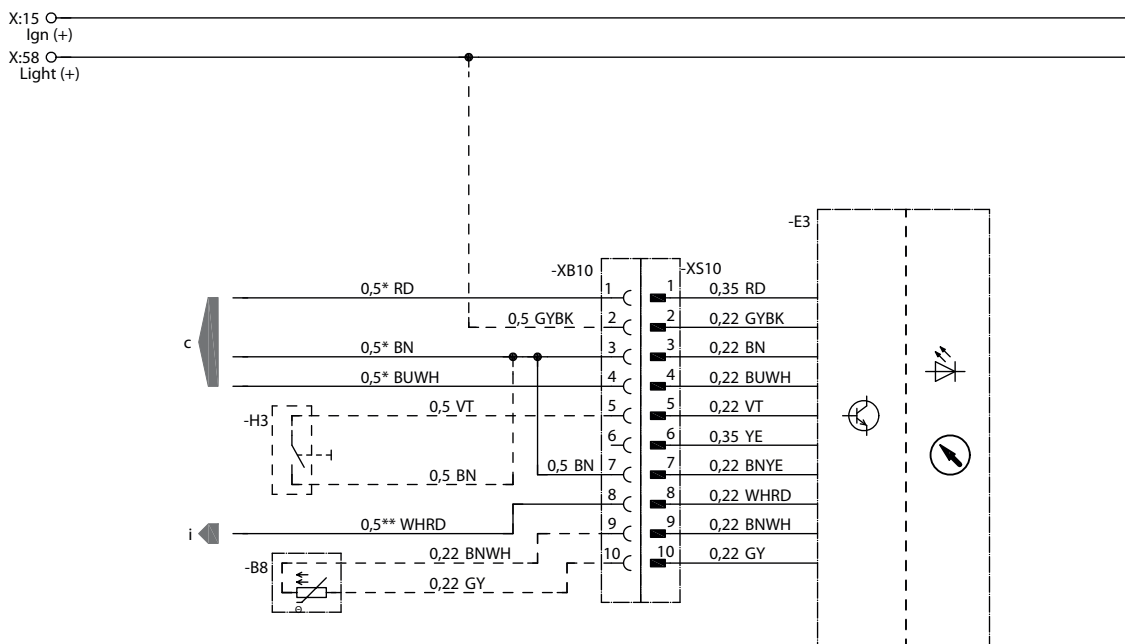 X:15
Ign (+)
X:58
Light (+)
-E3
-XB10
-XS10
0,5* RD
1
1
0,35 RD
0,5 GYBK
2
2
0,22 GYBK
c
0,5* BN
3
3
0,22 BN
0,5* BUWH
4
4
0,22 BUWH
-H3
0,5 VT
5
5
0,22 VT
6
6
0,35 YE
0,5 BN
0,5 BN
7
7
0,22 BNYE
8
8
0,22 WHRD
i
0,5** WHRD
9
9
0,22 BNWH
0,22 BNWH
10
10
0,22 GY
-B8
0,22 GY
Θ